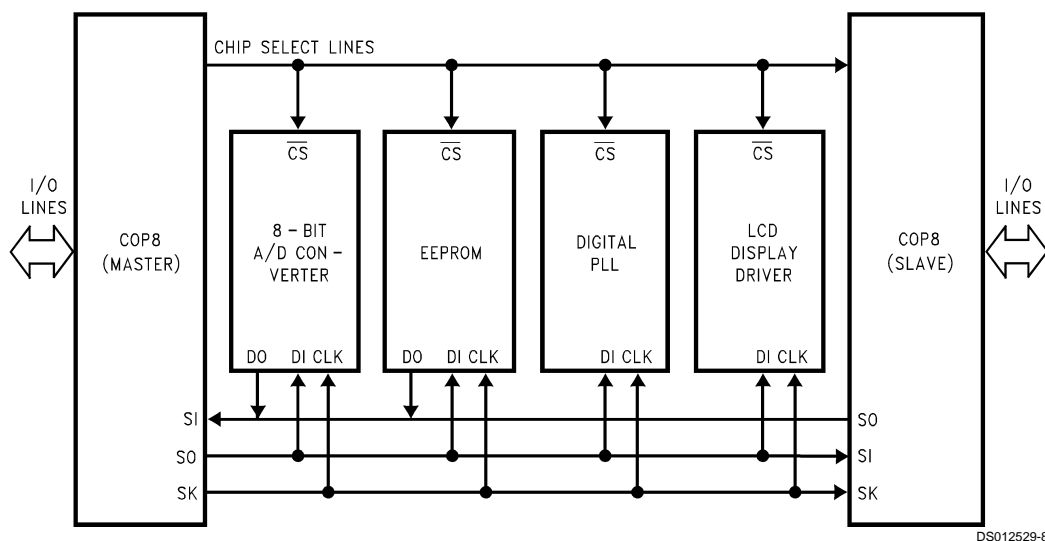 CHIP SELECT LINES
I/O
LINES
COP8
(MASTER)
CS
8 - BIT
A/D CON -
VERTER
DO DI CLK
CS
EEPROM
DO DI CLK
CS
DIGITAL
PLL
DI CLK
CS
LCD
DISPLAY
DRIVER
DI CLK
COP8
(SLAVE)
I/O
LINES
SI
SO
SK
SO
SI
SK
DS012529-8